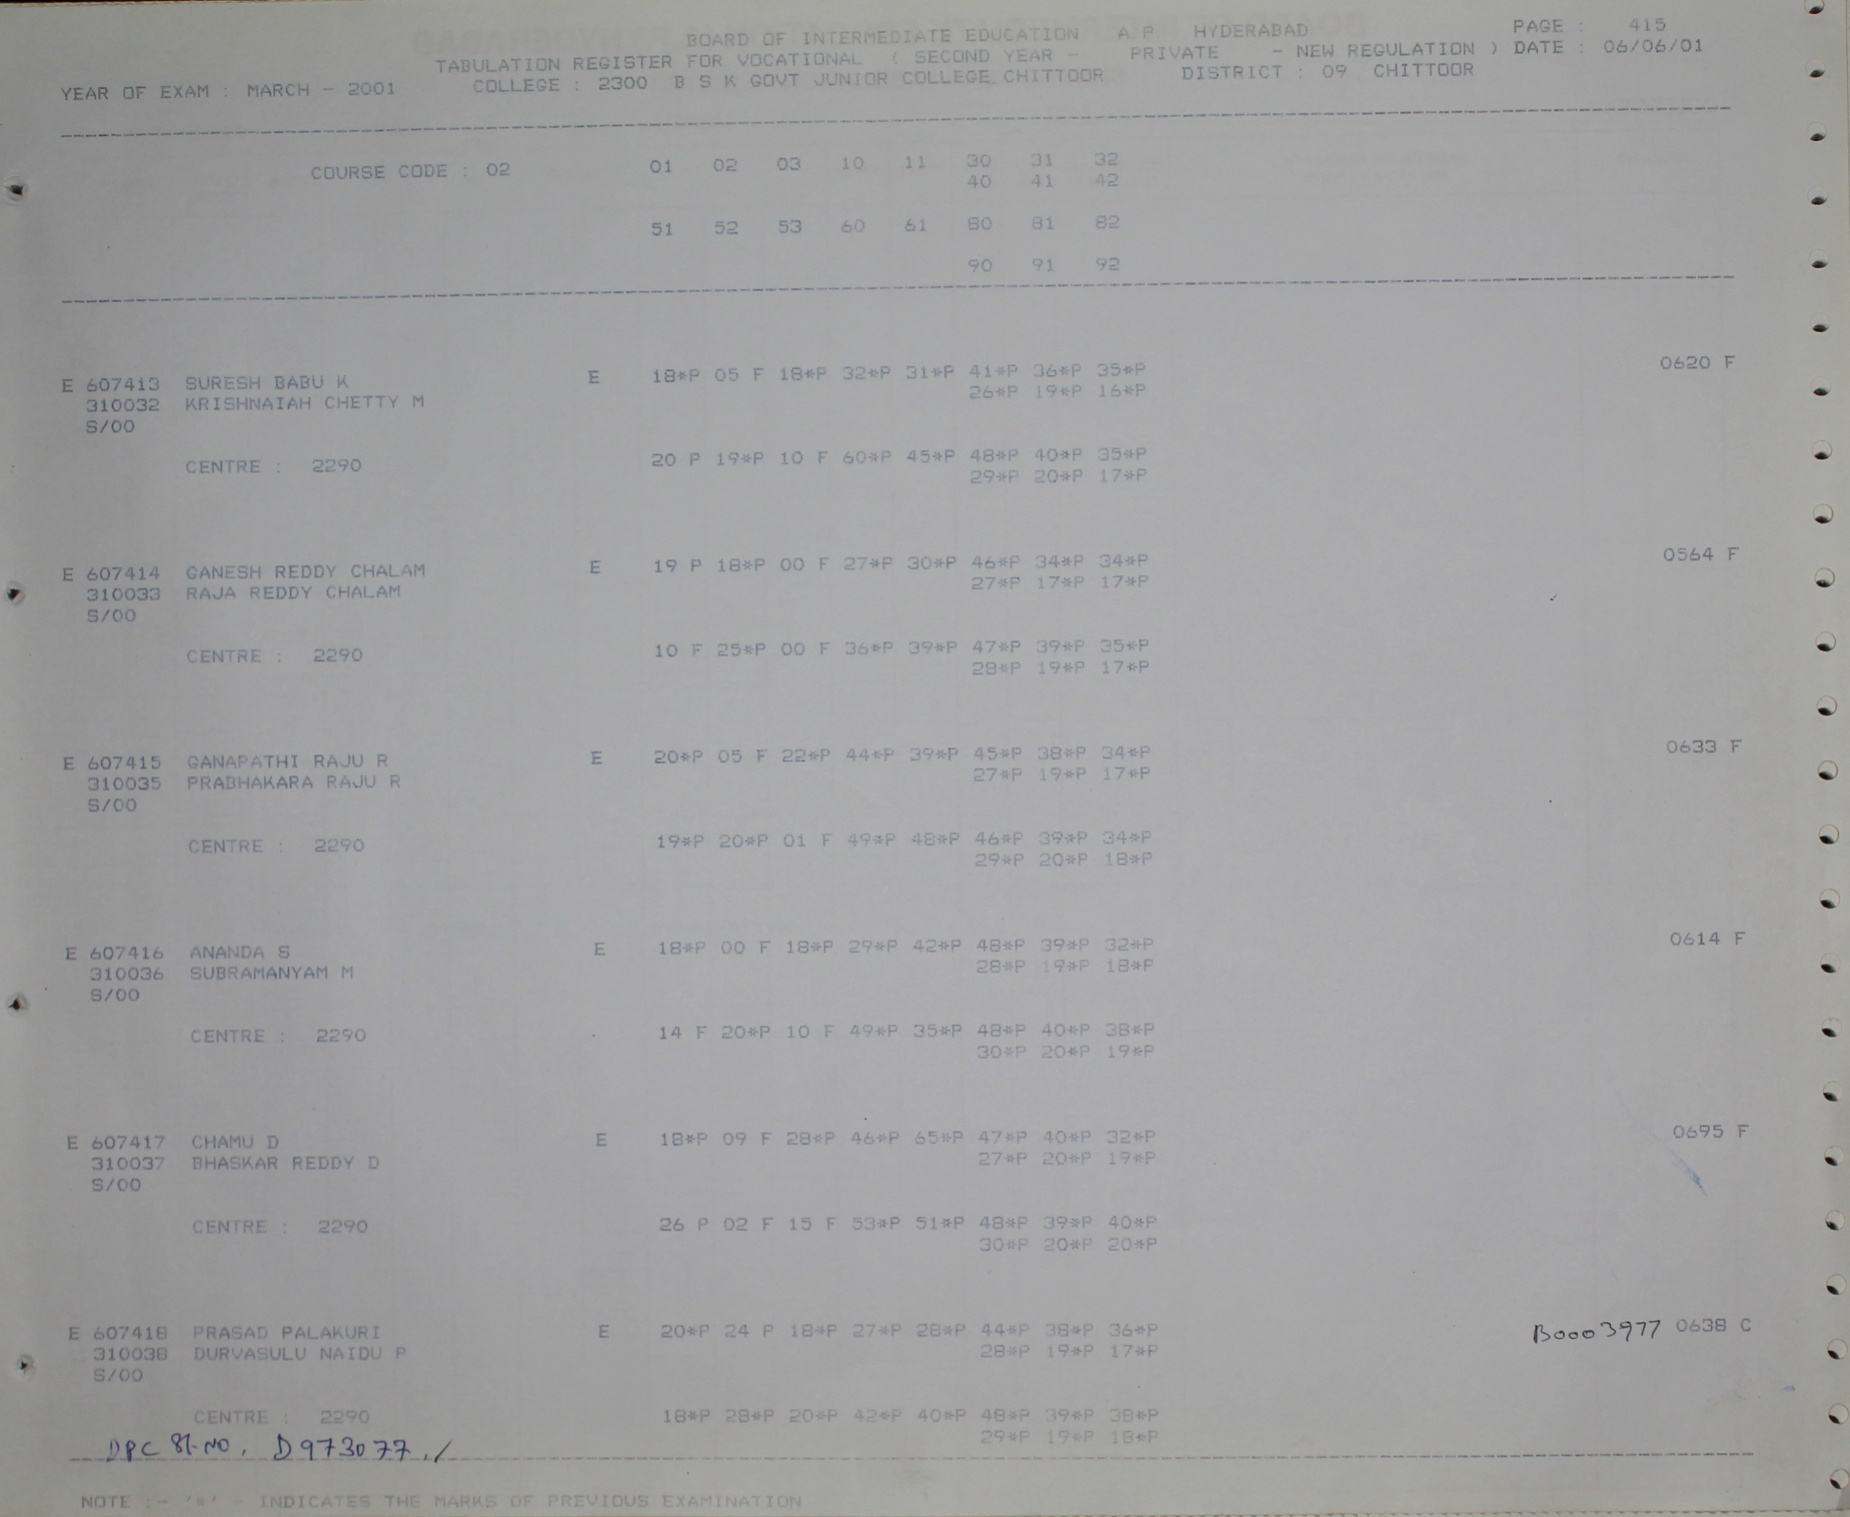 BOARD OF INTERMEDIATE EDUCATION A.P. HYDERABAD PAGE : 415
TABULATION REGISTER FOR VOCATIONAL ( SECOND YEAR - PRIVATE - NEW REGULATION ) DATE : 06/06/01
YEAR OF EXAM : MARCH - 2001 COLLEGE : 2300 B S K GOVT JUNIOR COLLEGE CHITTOOR DISTRICT : 09 CHITTOOR
COURSE CODE : 02 01 02 03 10 11 30 31 32
40 41 42
51 52 53 60 61 80 81 82
90 91 92
E 607413 SURESH BABU K E 18*P 05 F 18*P 32*P 31*P 41*P 36*P 35*P 0620 F
310032 KRISHNAIAH CHETTY M 26*P 19*P 16*P
S/00
CENTRE : 2290 20 P 19*P 10 F 60*P 45*P 48*P 40*P 35*P
29*P 20*P 17*P
E 607414 GANESH REDDY CHALAM E 19 P 18*P 00 F 27*P 30*P 46*P 34*P 34*P 0564 F
310033 RAJA REDDY CHALAM 27*P 17*P 17*P
S/00
CENTRE : 2290 10 F 25*P 00 F 36*P 39*P 47*P 39*P 35*P
28*P 19*P 17*P
E 607415 GANAPATHI RAJU R E 20*P 05 F 22*P 44*P 39*P 45*P 38*P 34*P 0633 F
310035 PRABHAKARA RAJU R 27*P 19*P 17*P
S/00
CENTRE : 2290 19*P 20*P 01 F 49*P 48*P 46*P 39*P 34*P
29*P 20*P 18*P
E 607416 ANANDA S E 18*P 00 F 18*P 29*P 42*P 48*P 39*P 32*P 0614 F
310036 SUBRAMANYAM M 28*P 19*P 18*P
S/00
CENTRE : 2290 14 F 20*P 10 F 49*P 35*P 48*P 40*P 38*P
30*P 20*P 19*P
E 607417 CHAMU D E 18*P 09 F 28*P 46*P 65*P 47*P 40*P 32*P 0695 F
310037 BHASKAR REDDY D 27*P 20*P 19*P
S/00
CENTRE : 2290 26 P 02 F 15 F 53*P 51*P 48*P 39*P 40*P
30*P 20*P 20*P
E 607418 PRASAD PALAKURI E 20*P 24 P 18*P 27*P 28*P 44*P 38*P 36*P B0003977 0638 C
310038 DURVASULU NAIDU P 28*P 19*P 17*P
S/00
CENTRE : 2290 18*P 28*P 20*P 42*P 40*P 48*P 39*P 38*P
29*P 19*P 18*P
DPC Sl. NO. D973077./
NOTE :- '*' - INDICATES THE MARKS OF PREVIOUS EXAMINATION